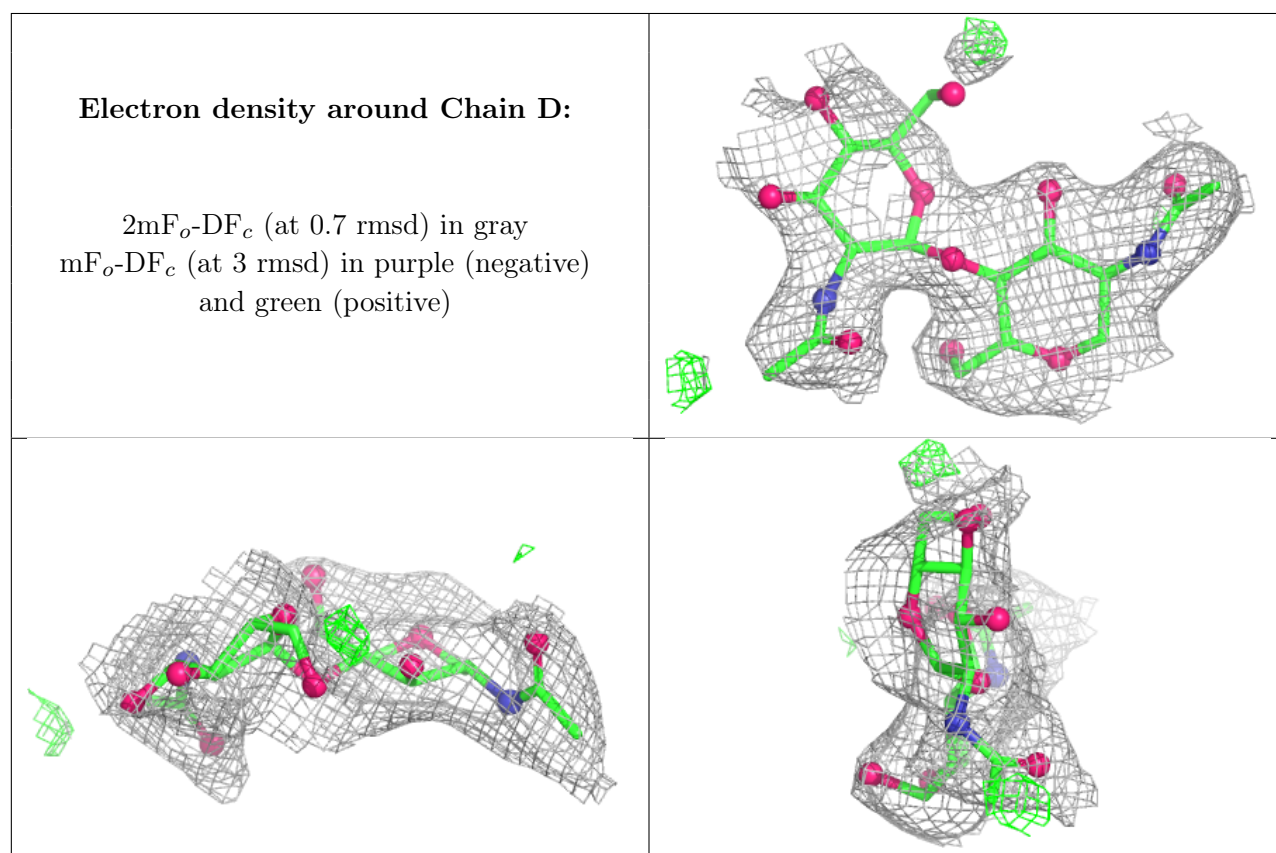 Electron density around Chain D:
2mFo-DFc (at 0.7 rmsd) in gray
mFo-DFc (at 3 rmsd) in purple (negative)
and green (positive)